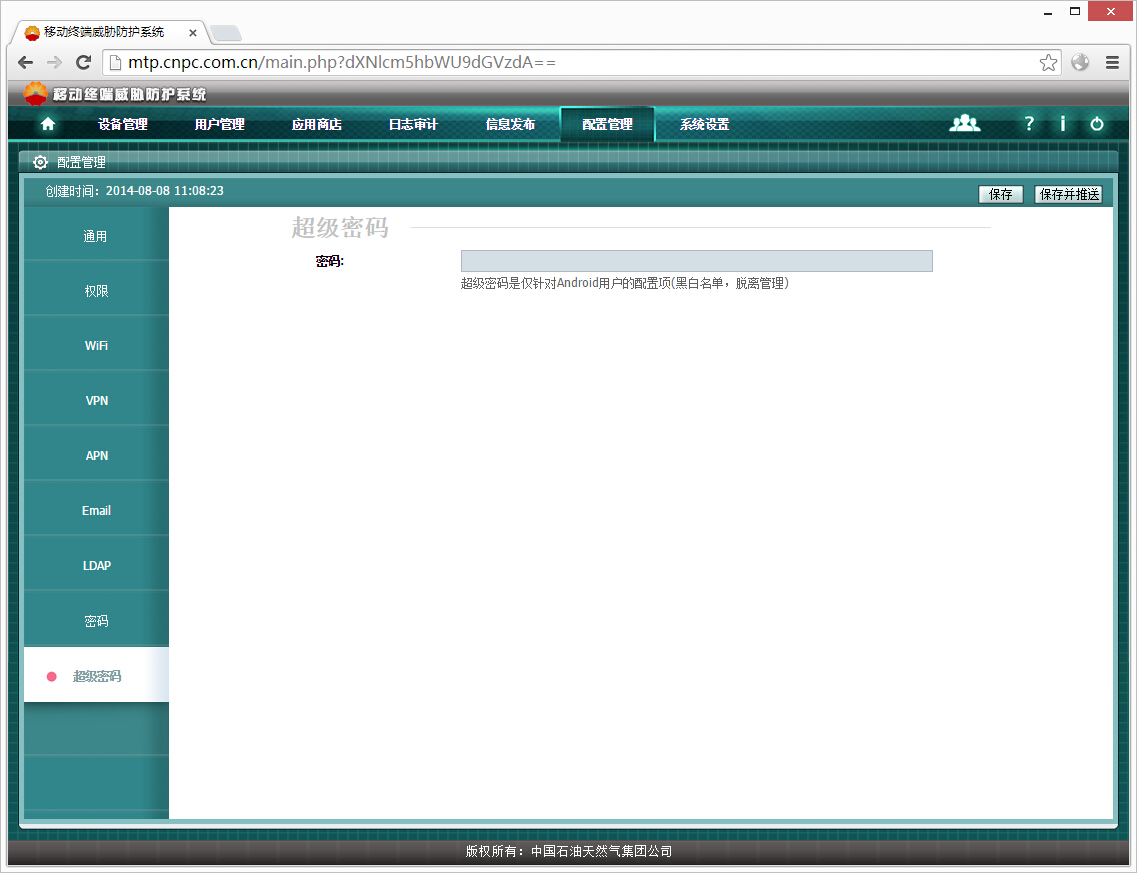 移动终端威胁防护系统
mtp.cnpc.com.cn/main.php?dXNlcm5hbWU9dGVzdA==
移动终端威胁防护系统
设备管理 用户管理 应用商店 日志审计 信息发布 配置管理 系统设置
配置管理
创建时间：2014-08-08 11:08:23 保存 保存并推送
通用
权限
WiFi
VPN
APN
Email
LDAP
密码
超级密码
超级密码
密码:
超级密码是仅针对Android用户的配置项(黑白名单，脱离管理)
版权所有：中国石油天然气集团公司